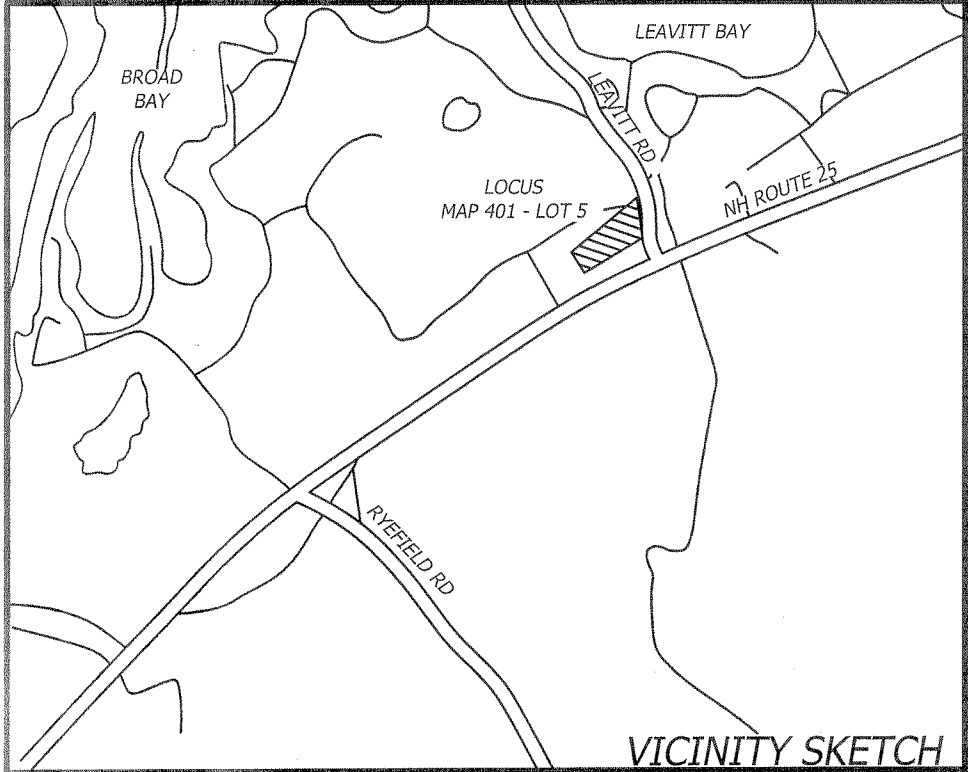 LEAVITT BAY
BROAD
BAY
LEAVITT RD
LOCUS
MAP 401 - LOT 5
NH ROUTE 25
RYEFIELD RD
VICINITY SKETCH